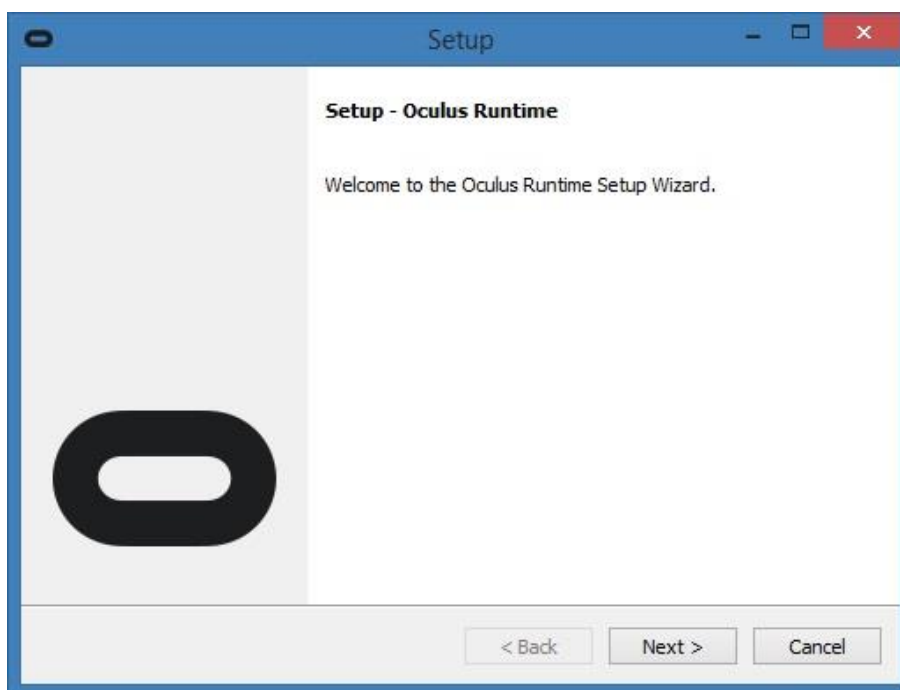 Setup
Setup - Oculus Runtime
Welcome to the Oculus Runtime Setup Wizard.
< Back Next > Cancel